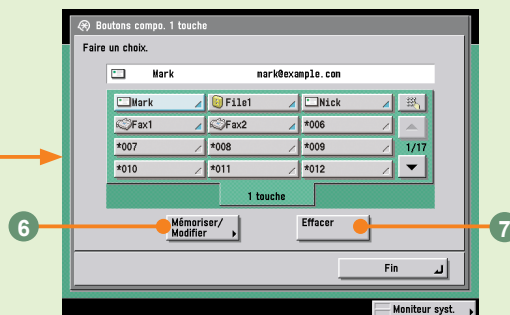 Boutons compo. 1 touche
Faire un choix.
Mark mark@example.com
Mark File1 Nick
Fax1 Fax2 *006
*007 *008 *009 1/17
*010 *011 *012
1 touche
6 Mémoriser/
Modifier
Effacer 7
Fin
Moniteur syst.